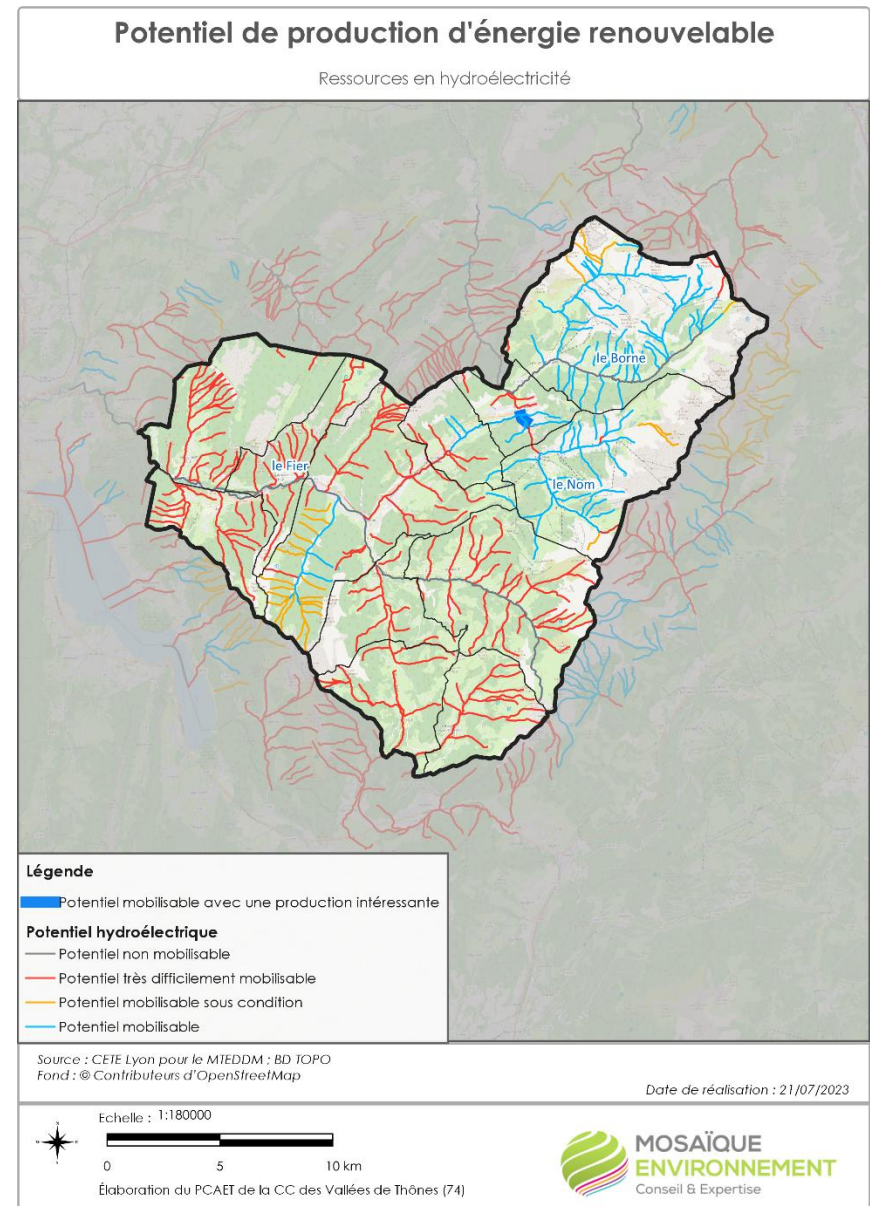 Potentiel de production d'énergie renouvelable
Ressources en hydroélectricité
le Borne
le Fier
le Nom
Légende
Potentiel mobilisable avec une production intéressante
Potentiel hydroélectrique
Potentiel non mobilisable
Potentiel très difficilement mobilisable
Potentiel mobilisable sous condition
Potentiel mobilisable
Source : CETE Lyon pour le MTEDDM ; BD TOPO
Fond : © Contributeurs d'OpenStreetMap
Date de réalisation : 21/07/2023
Echelle : 1:180000
0 5 10 km
Élaboration du PCAET de la CC des Vallées de Thônes (74)
MOSAÏQUE
ENVIRONNEMENT
Conseil & Expertise